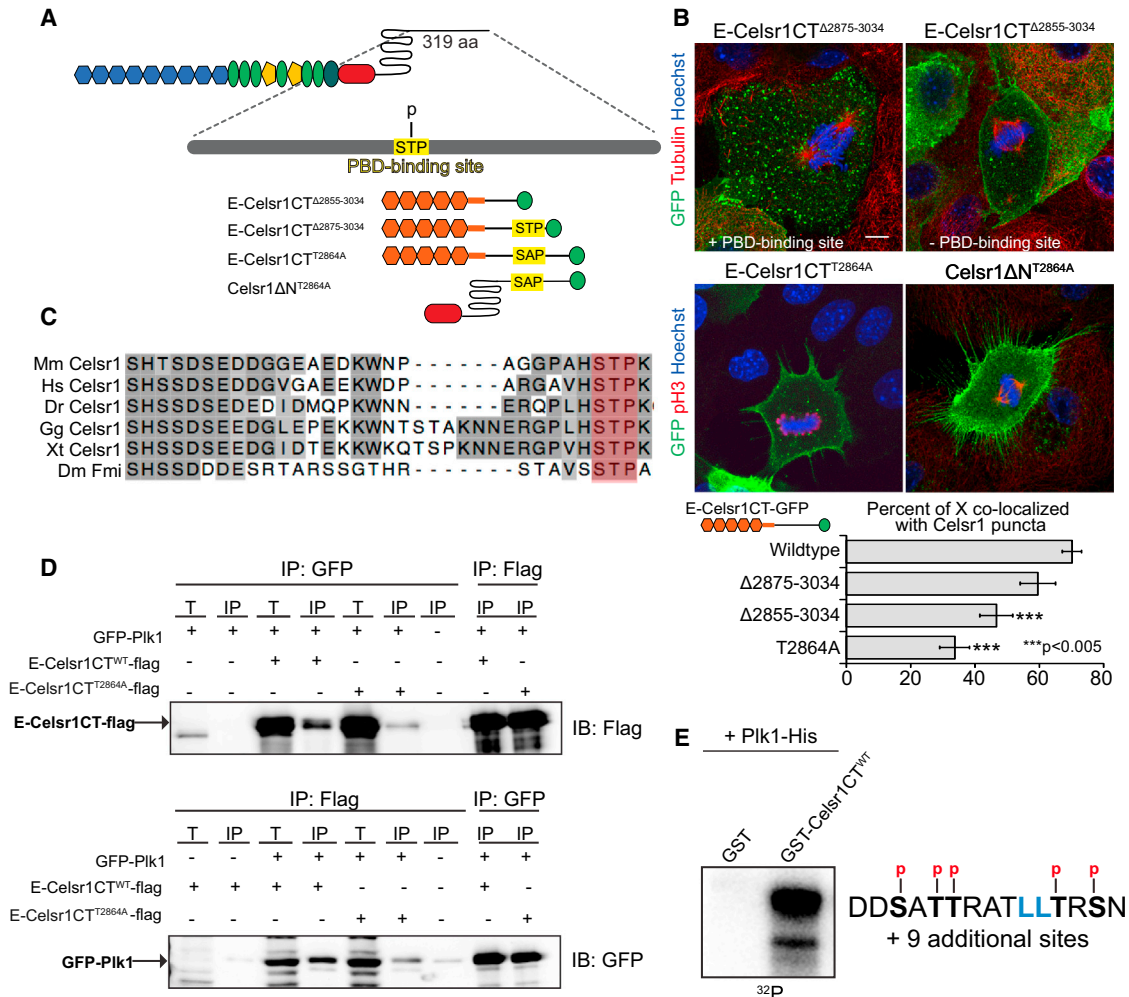 A
319 aa
p
STP
PBD-binding site
E-Celsr1CTΔ2855-3034
E-Celsr1CTΔ2875-3034
STP
E-Celsr1CTT2864A
SAP
Celsr1ΔNT2864A
SAP
B
E-Celsr1CTΔ2875-3034
E-Celsr1CTΔ2855-3034
GFP Tubulin Hoechst
+ PBD-binding site
- PBD-binding site
E-Celsr1CTT2864A
Celsr1ΔNT2864A
GFP pH3 Hoechst
E-Celsr1CT-GFP
Percent of X co-localized
with Celsr1 puncta
Wildtype
Δ2875-3034
Δ2855-3034
***
T2864A
***
***p<0.005
0 20 40 60 80
C
Mm Celsr1 SHTSDSEDDGGEAEDKWNP------AGGPAHSTPK
Hs Celsr1 SHSSDSEDDGVGAEEKWDP------ARGAVHSTPK
Dr Celsr1 SHSSDSEDEDIDMQPKWNN------ERQPLHSTPK
Gg Celsr1 SHSSDSEEDGLEPEKKWNTSTAKNNERGPVHSTPK
Xt Celsr1 SHSSDSEEDGIDTEKKWKQTSPKNNERGPLHSTPK
Dm Fmi SHSSDDDESRTARSSGTHR-------STAVSSTPA
D
IP: GFP
IP: Flag
T IP T IP T IP IP IP IP
GFP-Plk1 + + + + + + - + +
E-Celsr1CTWT-flag - - + + - - - + -
E-Celsr1CTT2864A-flag - - - - + + - - +
E-Celsr1CT-flag
IB: Flag
IP: Flag
IP: GFP
T IP T IP T IP IP IP IP
GFP-Plk1 - - + + + + - + +
E-Celsr1CTWT-flag + + + + - - - + -
E-Celsr1CTT2864A-flag - - - - + + - - +
GFP-Plk1
IB: GFP
E
+ Plk1-His
GST
GST-Celsr1CTWT
32P
p p p p p
DDSATTRATLLTRSN
+ 9 additional sites